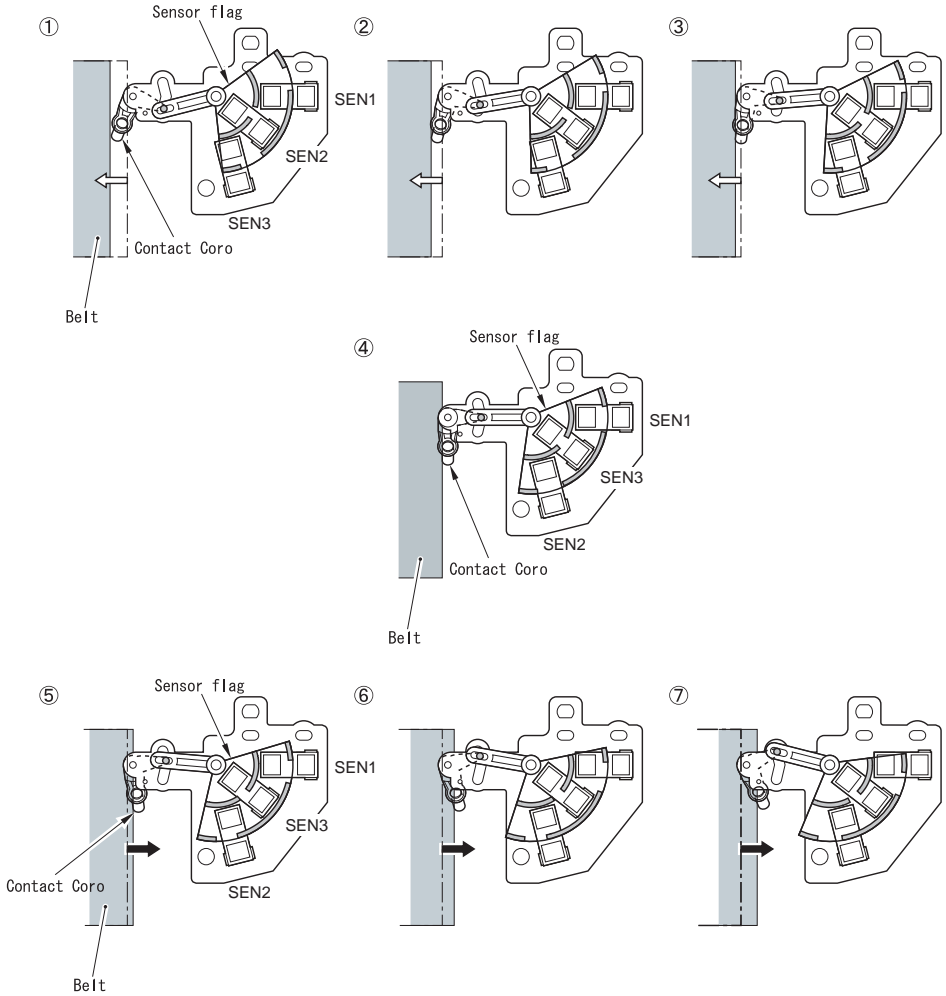 ① Sensor flag
SEN1
SEN2
SEN3
Contact Coro
Belt
②
③
④ Sensor flag
SEN1
SEN3
SEN2
Contact Coro
Belt
⑤ Sensor flag
SEN1
SEN3
SEN2
Contact Coro
Belt
⑥
⑦